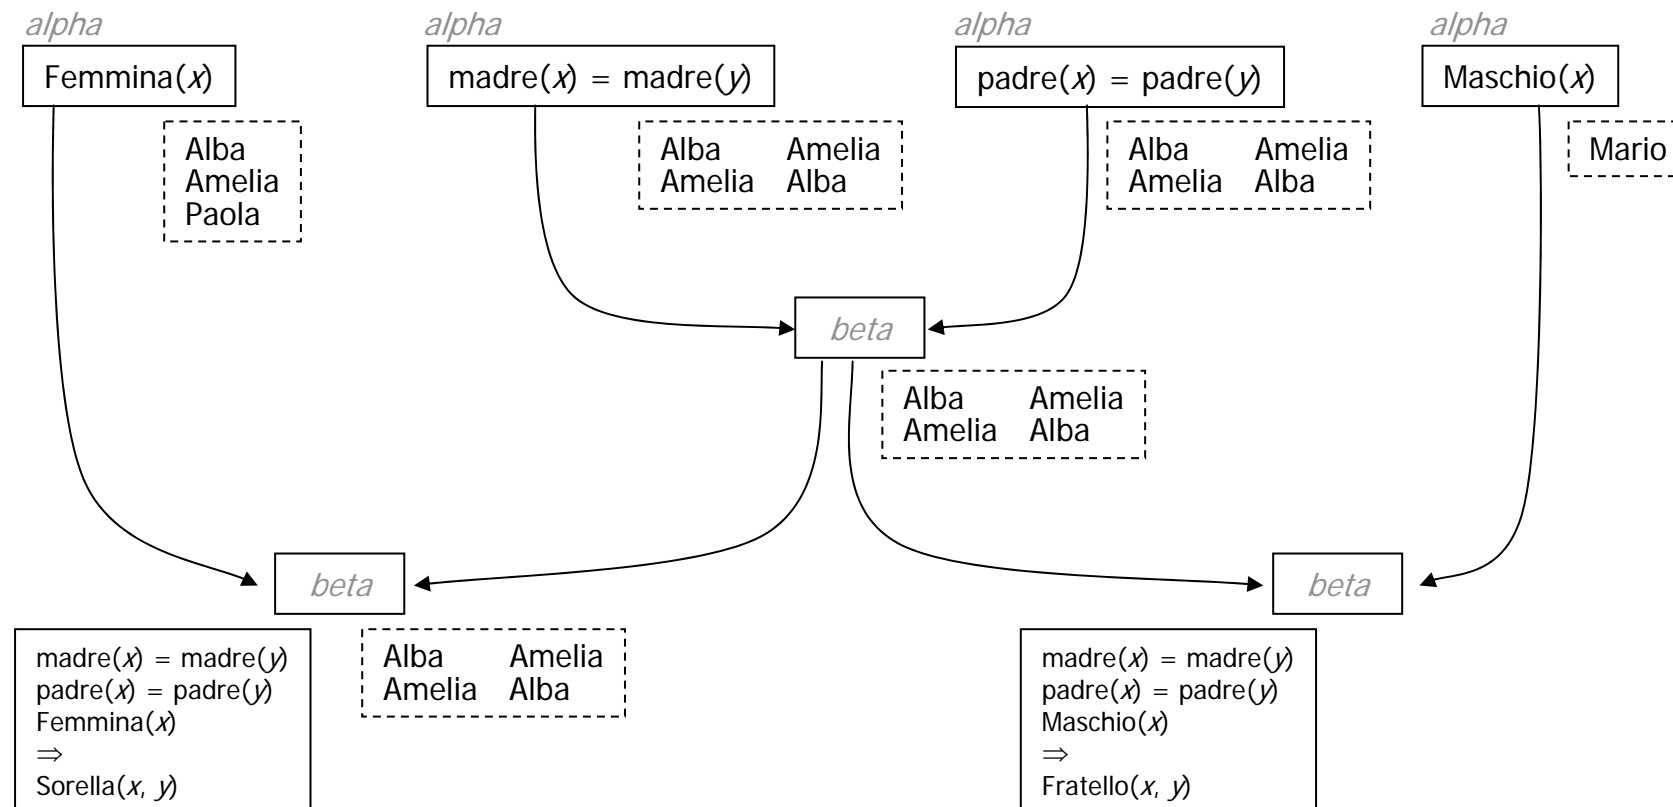 alpha
alpha
alpha
alpha
Femmina(x)
madre(x) = madre(y)
padre(x) = padre(y)
Maschio(x)
Alba
Amelia
Paola
Alba Amelia
Amelia Alba
Alba Amelia
Amelia Alba
Mario
beta
Alba Amelia
Amelia Alba
beta
beta
madre(x) = madre(y)
padre(x) = padre(y)
Femmina(x)
⇒
Sorella(x, y)
Alba Amelia
Amelia Alba
madre(x) = madre(y)
padre(x) = padre(y)
Maschio(x)
⇒
Fratello(x, y)